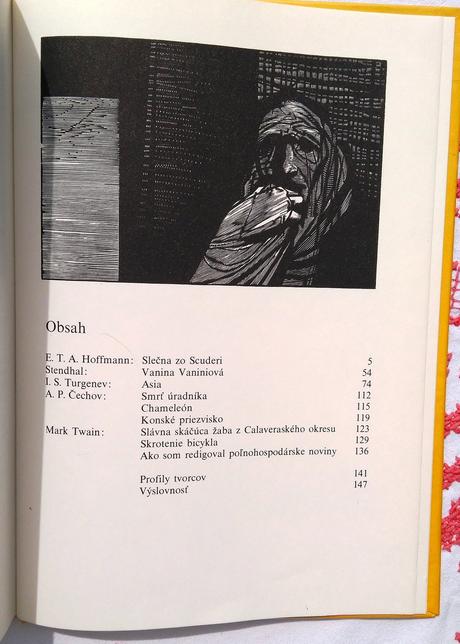 Obsah
E. T. A. Hoffmann: Slečna zo Scuderi 5
Stendhal: Vanina Vaniniová 54
I. S. Turgenev: Asia 74
A. P. Čechov: Smrť úradníka 112
Chameleón 115
Konské priezvisko 119
Mark Twain: Slávna skáčúca žaba z Calaveraského okresu 123
Skrotenie bicykla 129
Ako som redigoval poľnohospodárske noviny 136
Profily tvorcov 141
Výslovnosť 147